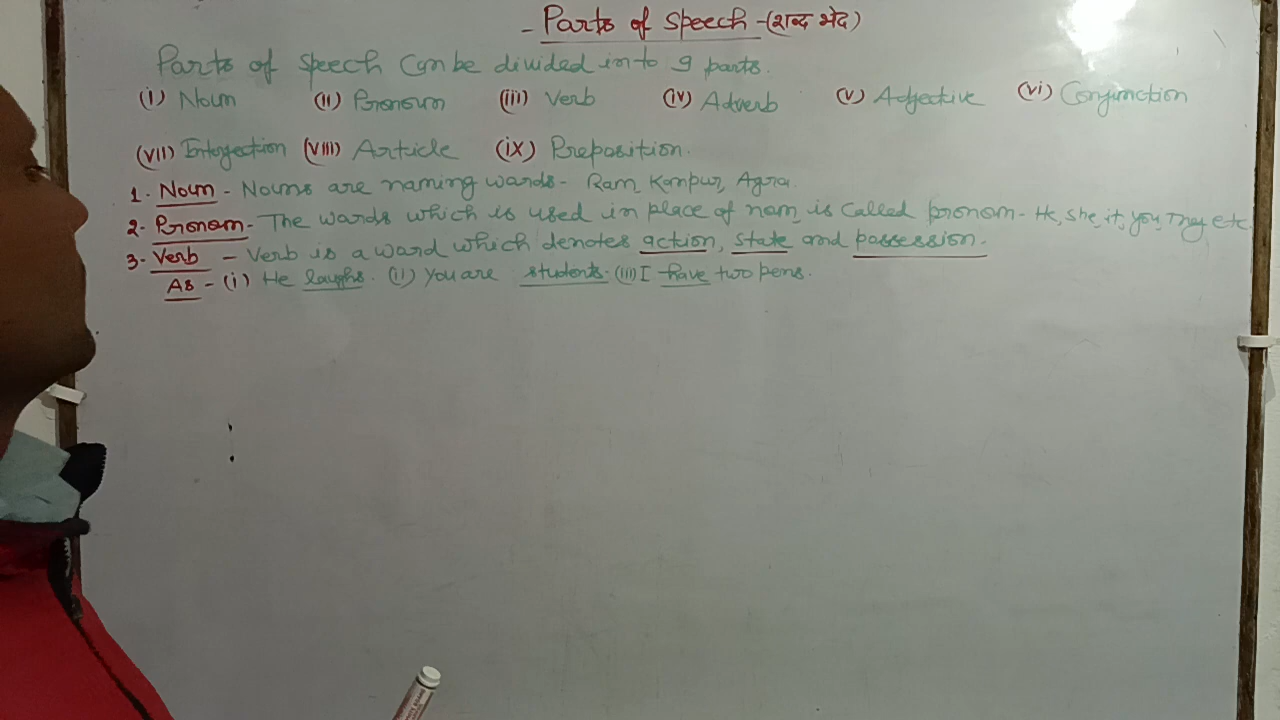 - Parts of speech - (शब्द भेद)
Parts of speech can be divided into 9 parts.
(i) Noun (ii) Pronoun (iii) Verb (iv) Adverb (v) Adjective (vi) Conjunction
(vii) Interjection (viii) Article (ix) Preposition.
1. Noun - Nouns are naming words - Ram, Kanpur, Agra.
2. Pronoun - The words which is used in place of noun, is called pronoun - He, she, it, you, They etc.
3. Verb - Verb is a word which denotes action, state and possession.
As - (i) He laughs. (ii) You are students. (iii) I have two pens.